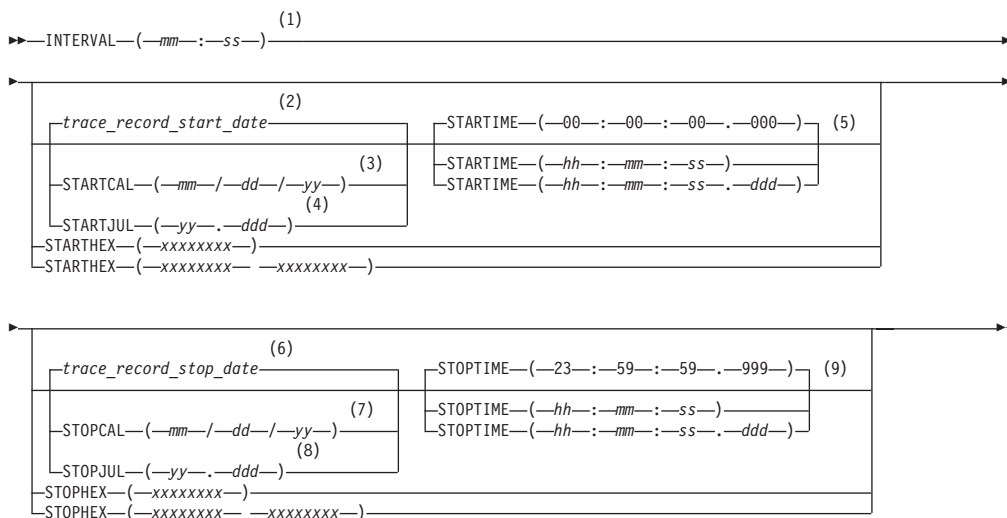 (1)
INTERVAL ( mm : ss )
(2)
trace_record_start_date
STARTIME ( 00 : 00 : 00 . 000 ) (5)
(3)
STARTIME ( hh : mm : ss )
STARTCAL ( mm / dd / yy )
STARTIME ( hh : mm : ss . ddd )
(4)
STARTJUL ( yy . ddd )
STARTHEX ( xxxxxxxx )
STARTHEX ( xxxxxxxx xxxxxxxx )
(6)
trace_record_stop_date
STOPTIME ( 23 : 59 : 59 . 999 ) (9)
(7)
STOPTIME ( hh : mm : ss )
STOPCAL ( mm / dd / yy )
STOPTIME ( hh : mm : ss . ddd )
(8)
STOPJUL ( yy . ddd )
STOPHEX ( xxxxxxxx )
STOPHEX ( xxxxxxxx xxxxxxxx )